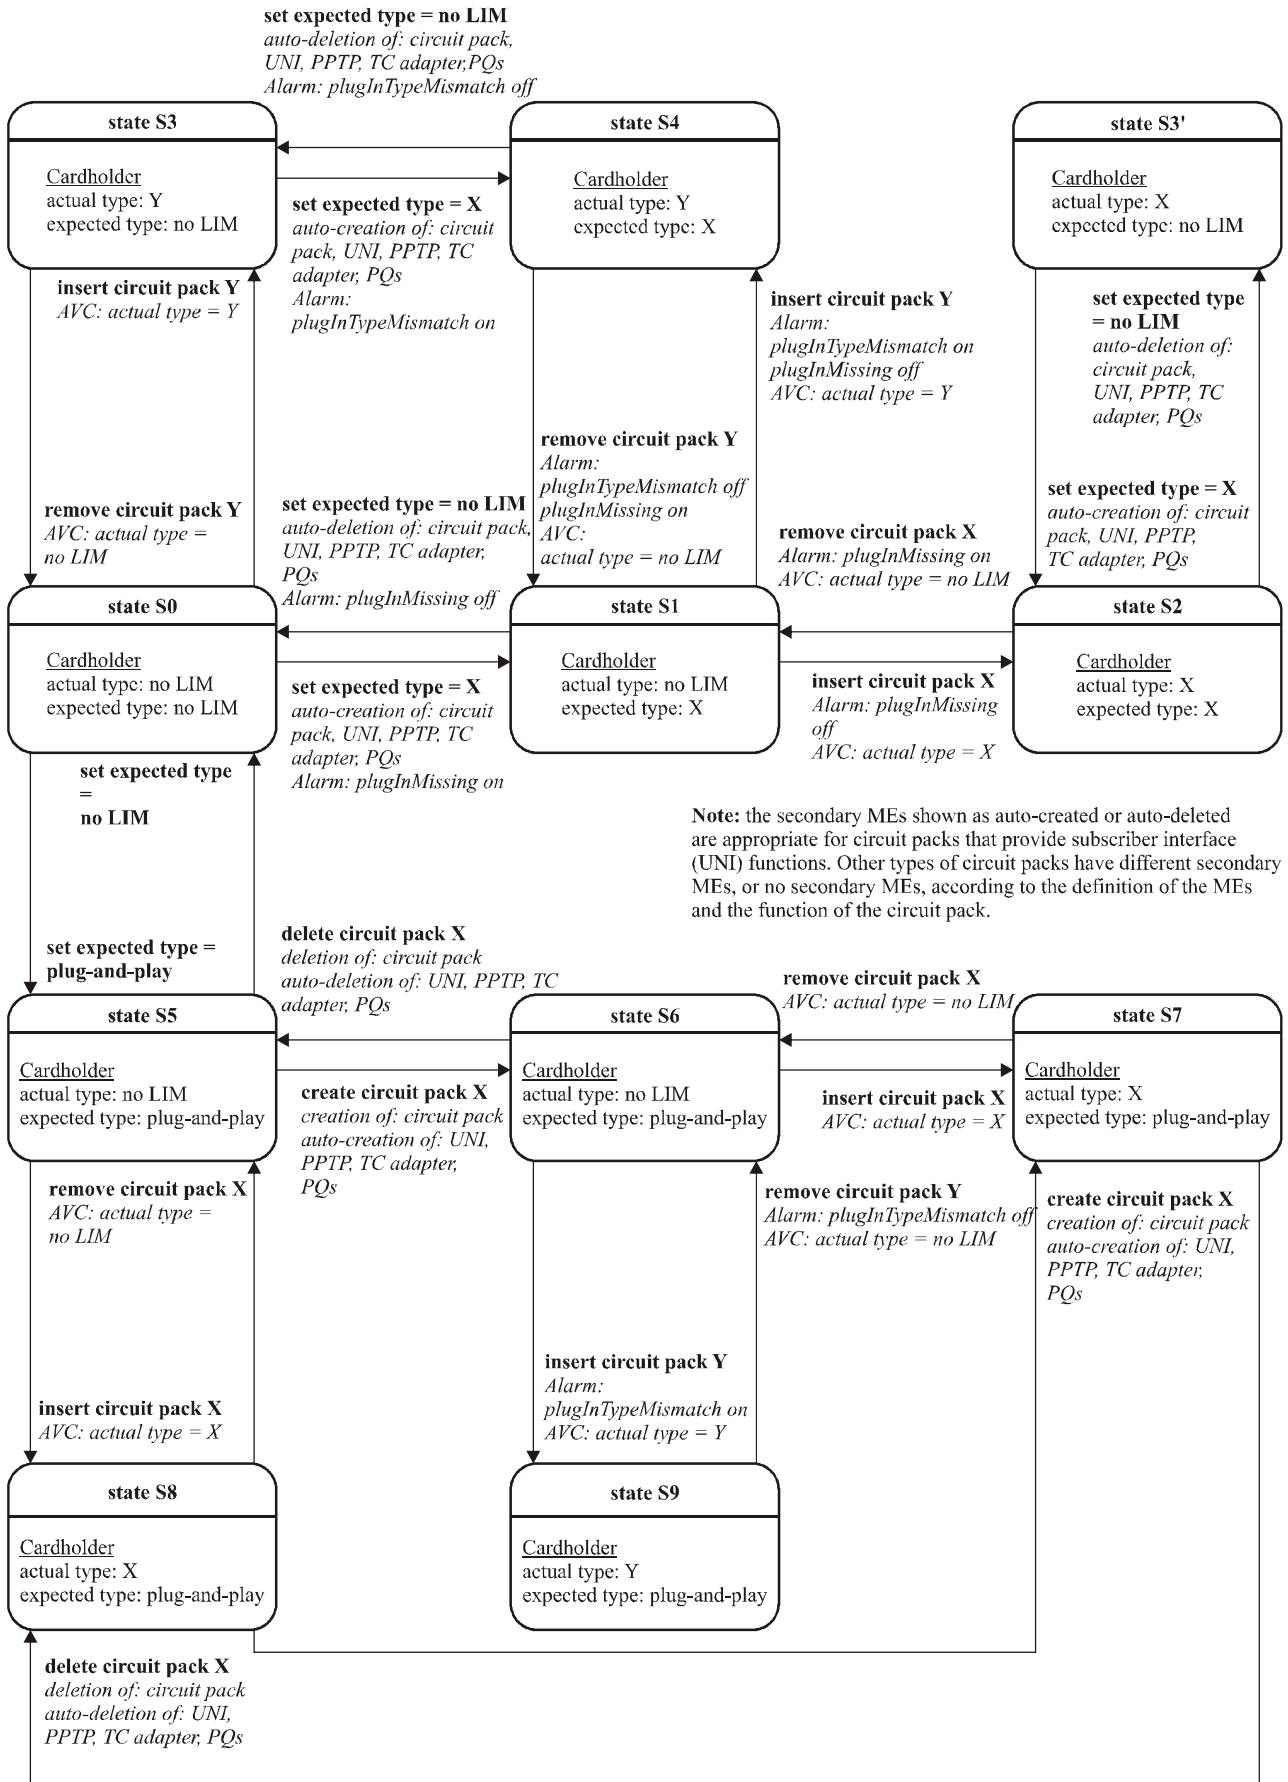 set expected type = no LIM
auto-deletion of: circuit pack,
UNI, PPTP, TC adapter,PQs
Alarm: plugInTypeMismatch off
state S3
Cardholder
actual type: Y
expected type: no LIM
state S4
Cardholder
actual type: Y
expected type: X
state S3'
Cardholder
actual type: X
expected type: no LIM
set expected type = X
auto-creation of: circuit
pack, UNI, PPTP, TC
adapter, PQs
Alarm:
plugInTypeMismatch on
insert circuit pack Y
AVC: actual type = Y
insert circuit pack Y
Alarm:
plugInTypeMismatch on
plugInMissing off
AVC: actual type = Y
set expected type
= no LIM
auto-deletion of:
circuit pack,
UNI, PPTP, TC
adapter, PQs
remove circuit pack Y
AVC: actual type =
no LIM
set expected type = no LIM
auto-deletion of: circuit pack,
UNI, PPTP, TC adapter,
PQs
Alarm: plugInMissing off
remove circuit pack Y
Alarm:
plugInTypeMismatch off
plugInMissing on
AVC:
actual type = no LIM
remove circuit pack X
Alarm: plugInMissing on
AVC: actual type = no LIM
set expected type = X
auto-creation of: circuit
pack, UNI, PPTP,
TC adapter, PQs
state S0
Cardholder
actual type: no LIM
expected type: no LIM
state S1
Cardholder
actual type: no LIM
expected type: X
state S2
Cardholder
actual type: X
expected type: X
set expected type = X
auto-creation of: circuit
pack, UNI, PPTP, TC
adapter, PQs
Alarm: plugInMissing on
insert circuit pack X
Alarm: plugInMissing
off
AVC: actual type = X
set expected type
=
no LIM
Note: the secondary MEs shown as auto-created or auto-deleted
are appropriate for circuit packs that provide subscriber interface
(UNI) functions. Other types of circuit packs have different secondary
MEs, or no secondary MEs, according to the definition of the MEs
and the function of the circuit pack.
set expected type =
plug-and-play
delete circuit pack X
deletion of: circuit pack
auto-deletion of: UNI, PPTP, TC
adapter, PQs
remove circuit pack X
AVC: actual type = no LIM
state S5
Cardholder
actual type: no LIM
expected type: plug-and-play
state S6
Cardholder
actual type: no LIM
expected type: plug-and-play
state S7
Cardholder
actual type: X
expected type: plug-and-play
create circuit pack X
creation of: circuit pack
auto-creation of: UNI,
PPTP, TC adapter,
PQs
insert circuit pack X
AVC: actual type = X
remove circuit pack X
AVC: actual type =
no LIM
remove circuit pack Y
Alarm: plugInTypeMismatch off
AVC: actual type = no LIM
create circuit pack X
creation of: circuit pack
auto-creation of: UNI,
PPTP, TC adapter,
PQs
insert circuit pack X
AVC: actual type = X
insert circuit pack Y
Alarm:
plugInTypeMismatch on
AVC: actual type = Y
state S8
Cardholder
actual type: X
expected type: plug-and-play
state S9
Cardholder
actual type: Y
expected type: plug-and-play
delete circuit pack X
deletion of: circuit pack
auto-deletion of: UNI,
PPTP, TC adapter, PQs